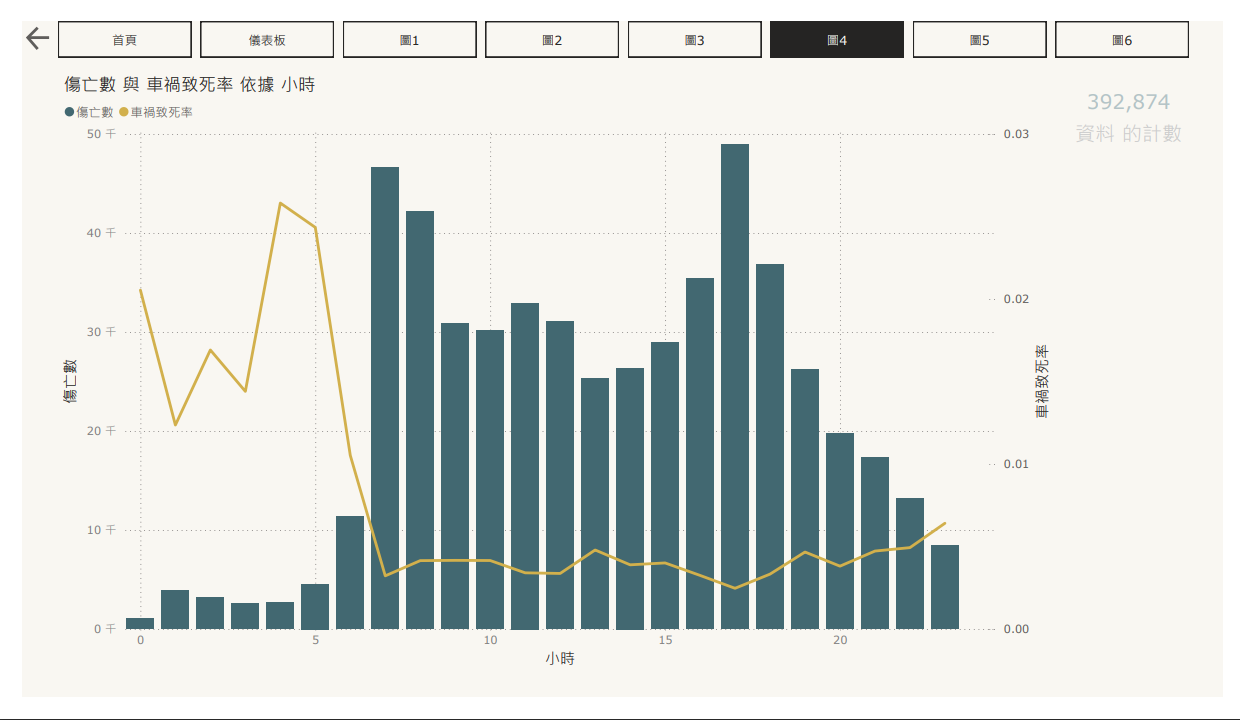 首頁 儀表板 圖1 圖2 圖3 圖4 圖5 圖6
傷亡數 與 車禍致死率 依據 小時
傷亡數 車禍致死率
392,874
資料 的計數
50 千
40 千
30 千
20 千
10 千
0 千
傷亡數
0.03
0.02
0.01
0.00
車禍致死率
0 5 10 15 20
小時